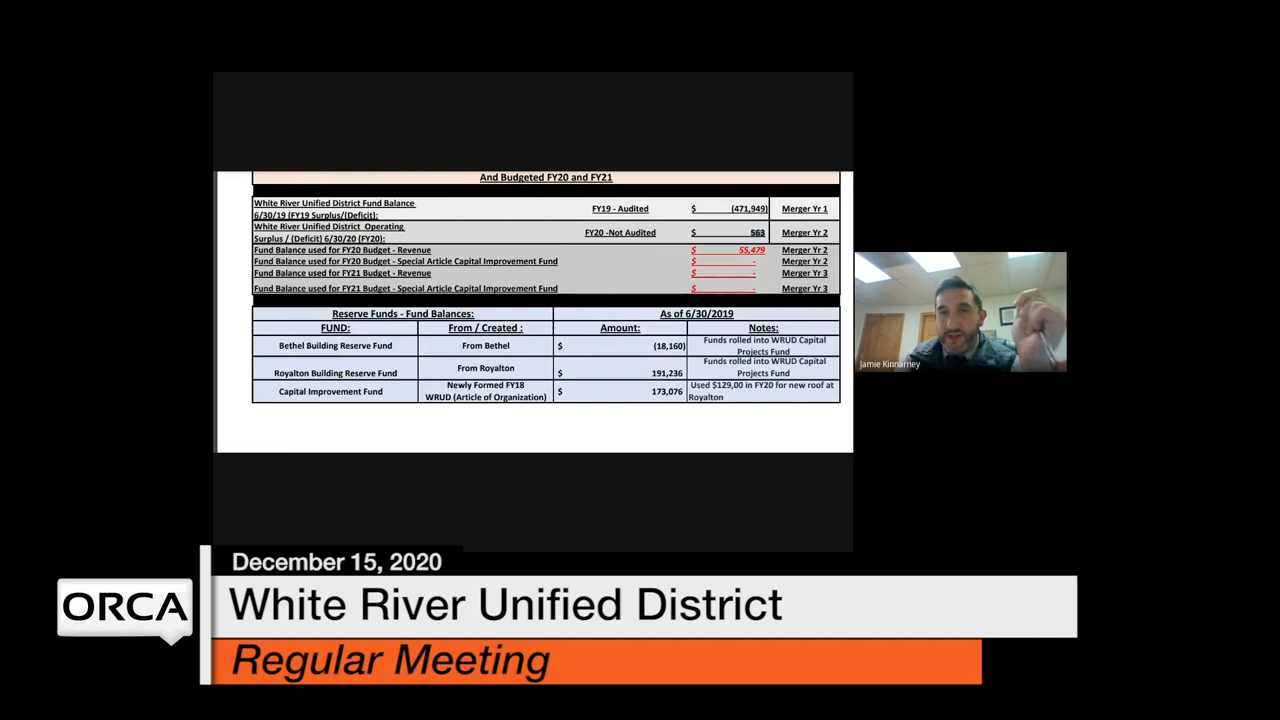 And Budgeted FY20 and FY21
White River Unified District Fund Balance
6/30/19 (FY19 Surplus/(Deficit): FY19 - Audited $ (471,949) Merger Yr 1
White River Unified District Operating
Surplus / (Deficit) 6/30/20 (FY20): FY20 -Not Audited $ 563 Merger Yr 2
Fund Balance used for FY20 Budget - Revenue $ 55,479 Merger Yr 2
Fund Balance used for FY20 Budget - Special Article Capital Improvement Fund $ - Merger Yr 2
Fund Balance used for FY21 Budget - Revenue $ - Merger Yr 3
Fund Balance used for FY21 Budget - Special Article Capital Improvement Fund $ - Merger Yr 3
Reserve Funds - Fund Balances: As of 6/30/2019
FUND: From / Created : Amount: Notes:
Bethel Building Reserve Fund From Bethel $ (18,160) Funds rolled into WRUD Capital
Projects Fund
Royalton Building Reserve Fund From Royalton $ 191,236 Funds rolled into WRUD Capital
Projects Fund
Capital Improvement Fund Newly Formed FY18 $ 173,076 Used $129,00 in FY20 for new roof at
WRUD (Article of Organization) Royalton
Jamie Kinnarney
December 15, 2020
ORCA
White River Unified District
Regular Meeting